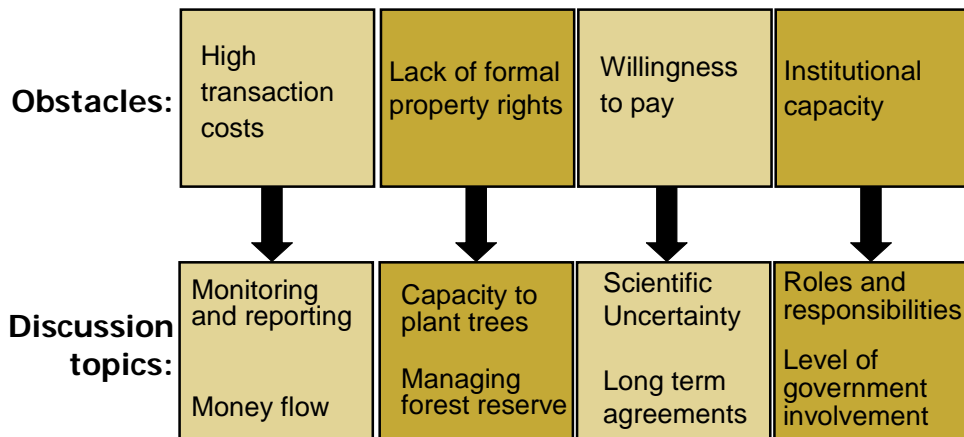 Obstacles:
High
transaction
costs
Lack of formal
property rights
Willingness
to pay
Institutional
capacity
Discussion
topics:
Monitoring
and reporting
Money flow
Capacity to
plant trees
Managing
forest reserve
Scientific
Uncertainty
Long term
agreements
Roles and
responsibilities
Level of
government
involvement